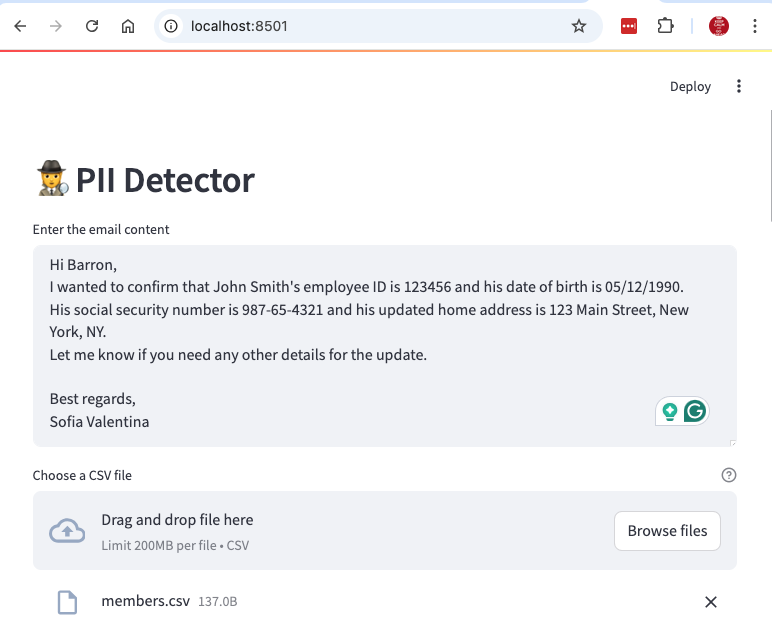 localhost:8501
Deploy
PII Detector
Enter the email content
Hi Barron,
I wanted to confirm that John Smith's employee ID is 123456 and his date of birth is 05/12/1990.
His social security number is 987-65-4321 and his updated home address is 123 Main Street, New
York, NY.
Let me know if you need any other details for the update.
Best regards,
Sofia Valentina
Choose a CSV file
Drag and drop file here
Limit 200MB per file • CSV
Browse files
members.csv 137.0B